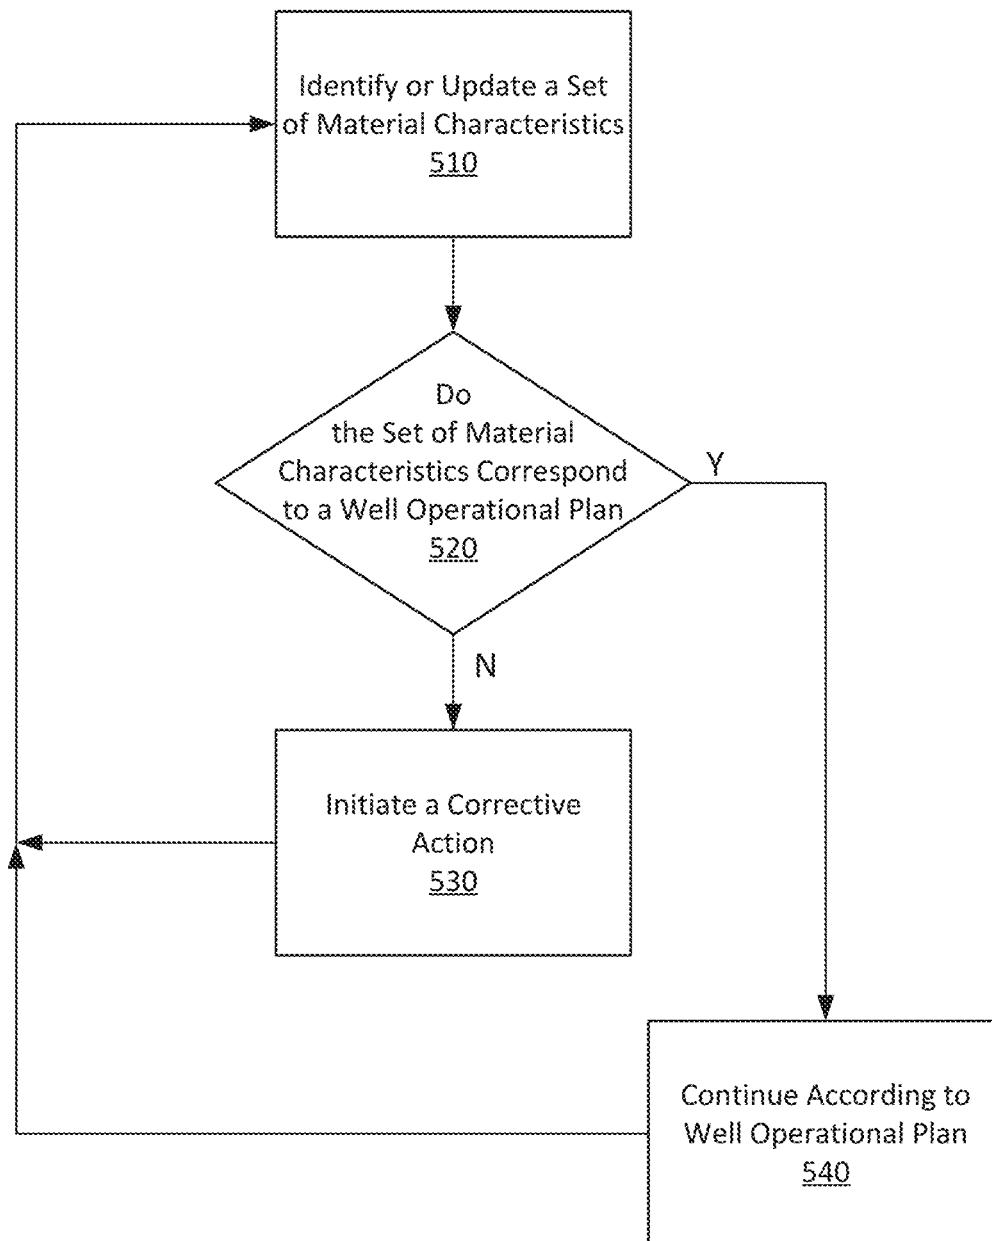 Identify or Update a Set
of Material Characteristics
510
Do
the Set of Material
Characteristics Correspond
to a Well Operational Plan
520
Y
N
Initiate a Corrective
Action
530
Continue According to
Well Operational Plan
540